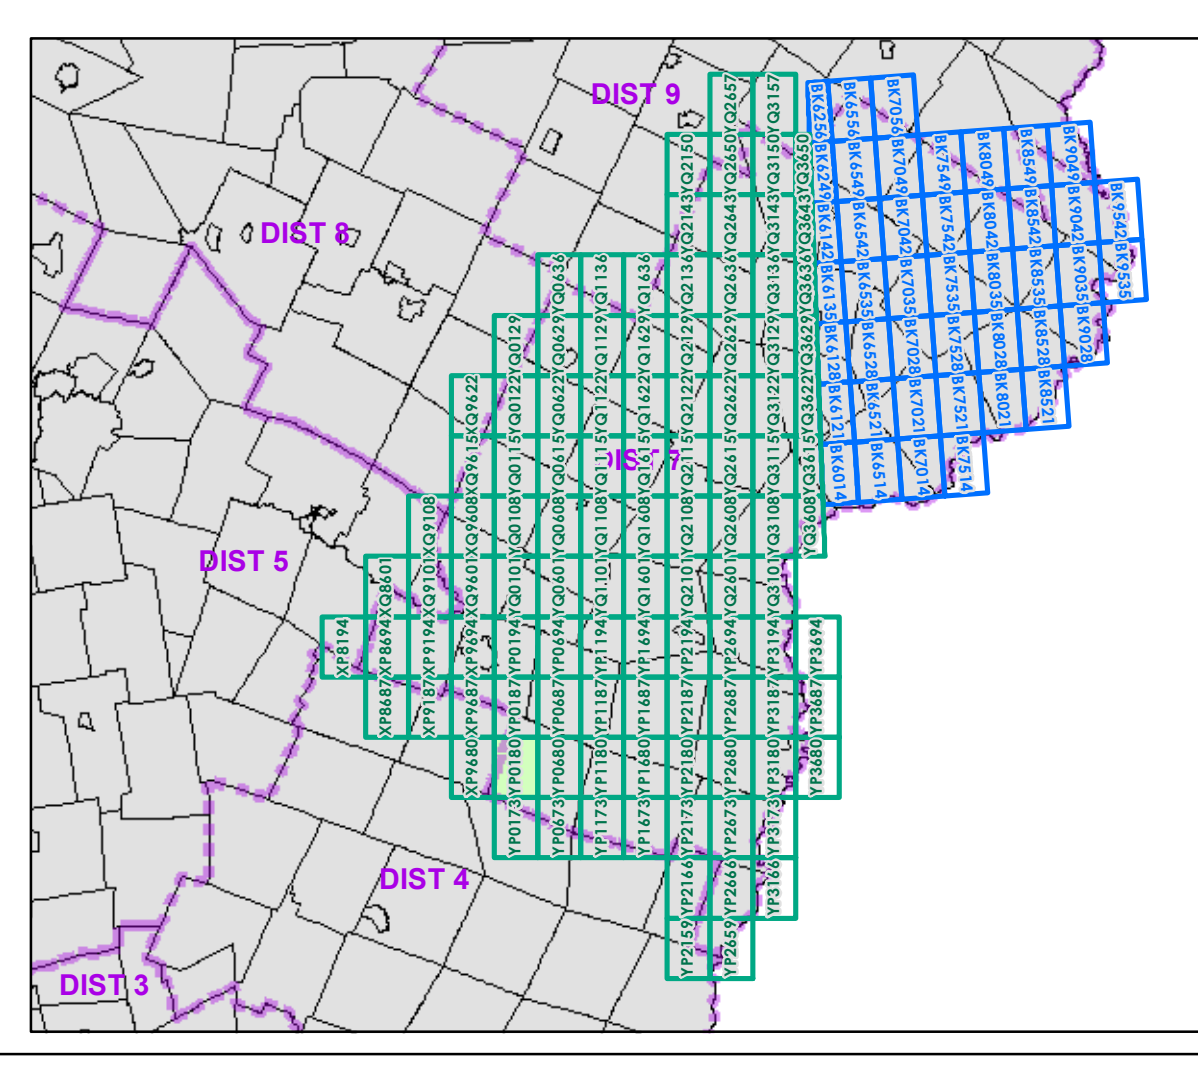 DIST 9
DIST 8
DIST 7
DIST 5
DIST 4
DIST 3
YQ2657 YQ3157
YQ2150 YQ2650 YQ3150 YQ3650
YQ2143 YQ2643 YQ3143 YQ3643
YQ0636 YQ1136 YQ1636 YQ2136 YQ2636 YQ3136 YQ3636
YQ0129 YQ0629 YQ1129 YQ1629 YQ2129 YQ2629 YQ3129 YQ3629
XQ9622 YQ0122 YQ0622 YQ1122 YQ1622 YQ2122 YQ2622 YQ3122 YQ3622
XQ9615 YQ0115 YQ0615 YQ1115 YQ1615 YQ2115 YQ2615 YQ3115 YQ3615
XQ9108 XQ9608 YQ0108 YQ0608 YQ1108 YQ1608 YQ2108 YQ2608 YQ3108 YQ3608
XQ8601 XQ9101 XQ9601 YQ0101 YQ0601 YQ1101 YQ1601 YQ2101 YQ2601 YQ3101
XP8194 XP8694 XP9194 XP9694 YP0194 YP0694 YP1194 YP1694 YP2194 YP2694 YP3194 YP3694
XP8687 XP9187 XP9687 YP0187 YP0687 YP1187 YP1687 YP2187 YP2687 YP3187 YP3687
XP9680 YP0180 YP0680 YP1180 YP1680 YP2180 YP2680 YP3180 YP3680
YP0173 YP0673 YP1173 YP1673 YP2173 YP2673 YP3173
YP2166 YP2666 YP3166
YP2159 YP2659
BK6256 BK6556 BK7056
BK6249 BK6549 BK7049 BK7549 BK8049 BK8549 BK9049
BK6142 BK6542 BK7042 BK7542 BK8042 BK8542 BK9042 BK9542
BK6135 BK6535 BK7035 BK7535 BK8035 BK8535 BK9035 BK9535
BK6128 BK6528 BK7028 BK7528 BK8028 BK8528 BK9028
BK6121 BK6521 BK7021 BK7521 BK8021 BK8521
BK6014 BK6514 BK7014 BK7514